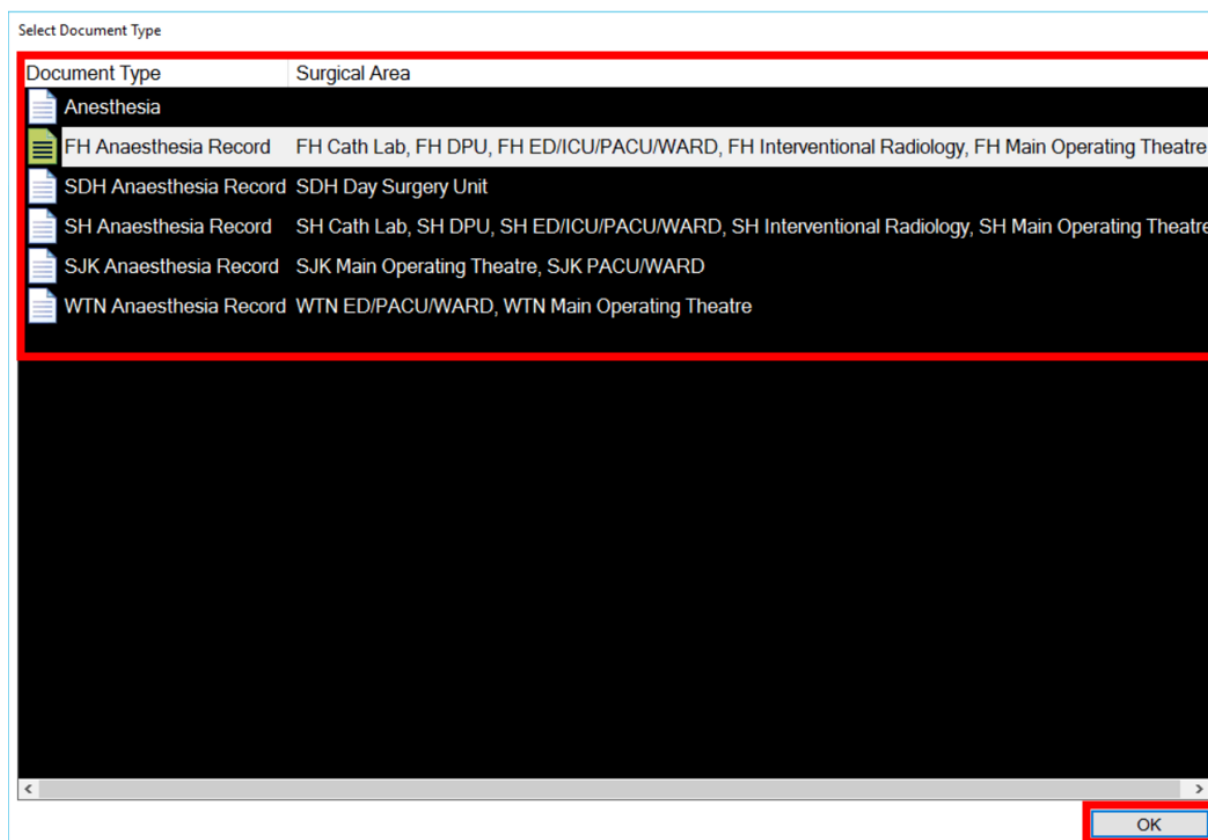 Select Document Type
Document Type Surgical Area
Anesthesia
FH Anaesthesia Record FH Cath Lab, FH DPU, FH ED/ICU/PACU/WARD, FH Interventional Radiology, FH Main Operating Theatre
SDH Anaesthesia Record SDH Day Surgery Unit
SH Anaesthesia Record SH Cath Lab, SH DPU, SH ED/ICU/PACU/WARD, SH Interventional Radiology, SH Main Operating Theatre
SJK Anaesthesia Record SJK Main Operating Theatre, SJK PACU/WARD
WTN Anaesthesia Record WTN ED/PACU/WARD, WTN Main Operating Theatre
OK